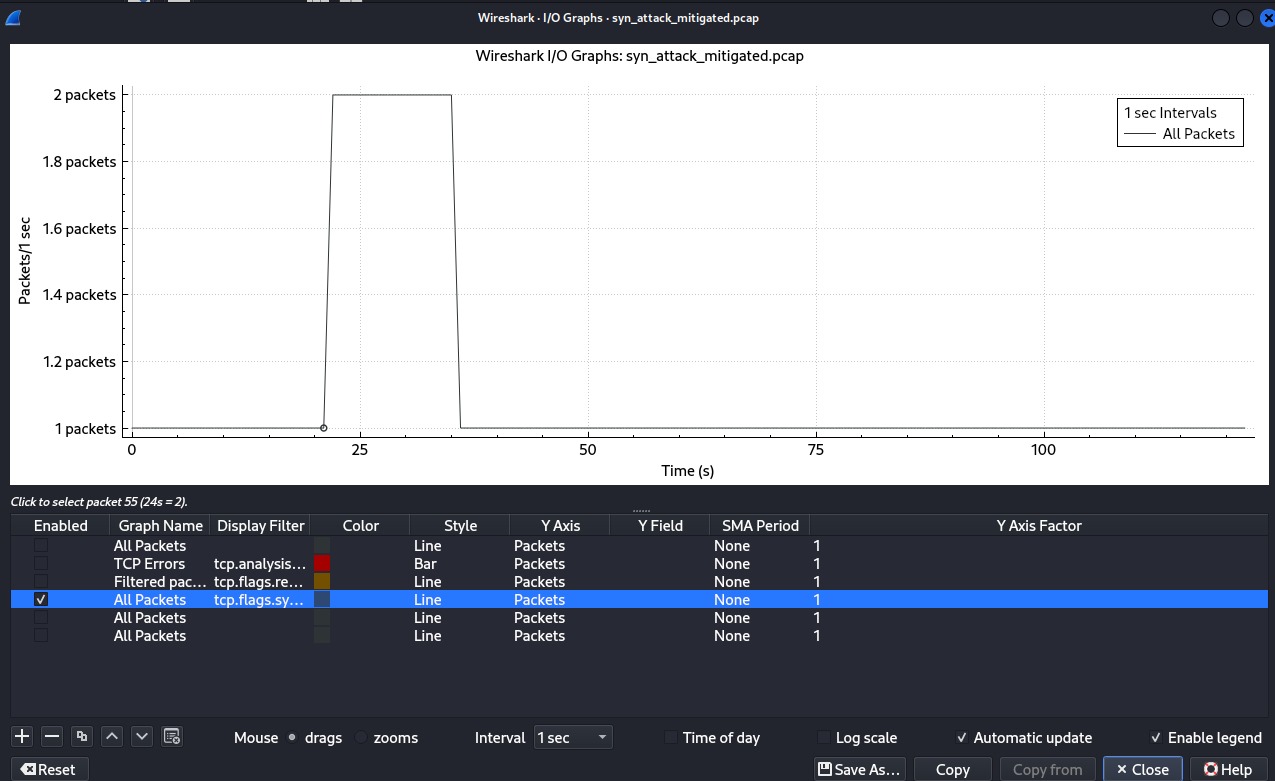 Wireshark · I/O Graphs · syn_attack_mitigated.pcap
Wireshark I/O Graphs: syn_attack_mitigated.pcap
2 packets
1.8 packets
1.6 packets
1.4 packets
1.2 packets
1 packets
Packets/1 sec
1 sec Intervals
All Packets
0 25 50 75 100
Time (s)
Click to select packet 55 (24s = 2).
Enabled Graph Name Display Filter Color Style Y Axis Y Field SMA Period Y Axis Factor
All Packets Line Packets None 1
TCP Errors tcp.analysis... Bar Packets None 1
Filtered pac... tcp.flags.re... Line Packets None 1
All Packets tcp.flags.sy... Line Packets None 1
All Packets Line Packets None 1
All Packets Line Packets None 1
Mouse drags zooms Interval 1 sec Time of day Log scale Automatic update Enable legend
Reset Save As... Copy Copy from Close Help